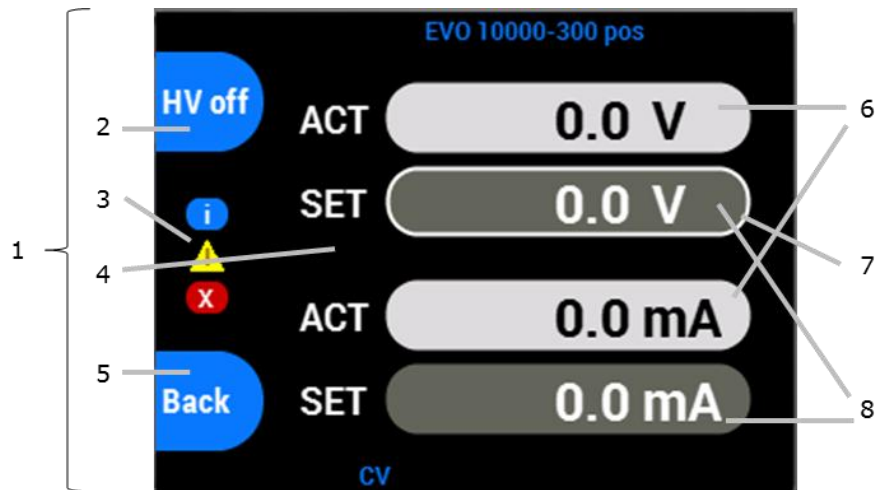 EVO 10000-300 pos
HV off
2
ACT 0.0 V
6
3
i
SET 0.0 V
1
4
!
7
X
ACT 0.0 mA
5
Back
SET 0.0 mA
8
CV